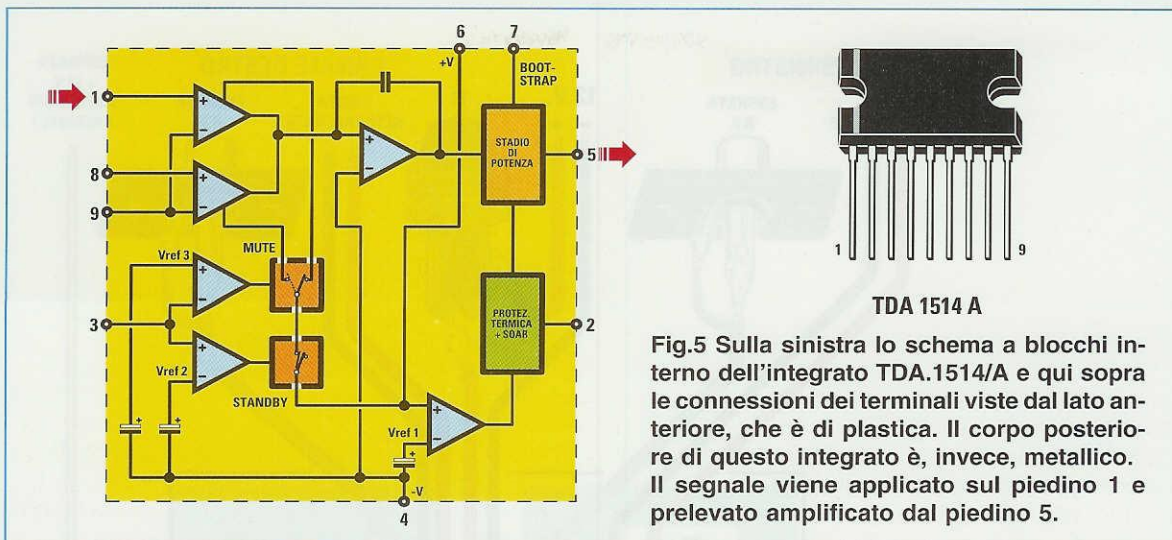 6
7
+V
BOOT-
STRAP
1
+
−
STADIO
DI
POTENZA
5
8
+
−
9
+
−
MUTE
Vref 3
+
−
3
PROTEZ.
TERMICA
+ SOAR
2
+
−
Vref 2
STANDBY
Vref 1
+
−
+
+
+
-V
4
1
9
TDA 1514 A
Fig.5 Sulla sinistra lo schema a blocchi in-
terno dell'integrato TDA.1514/A e qui sopra
le connessioni dei terminali viste dal lato an-
teriore, che è di plastica. Il corpo posterio-
re di questo integrato è, invece, metallico.
Il segnale viene applicato sul piedino 1 e
prelevato amplificato dal piedino 5.